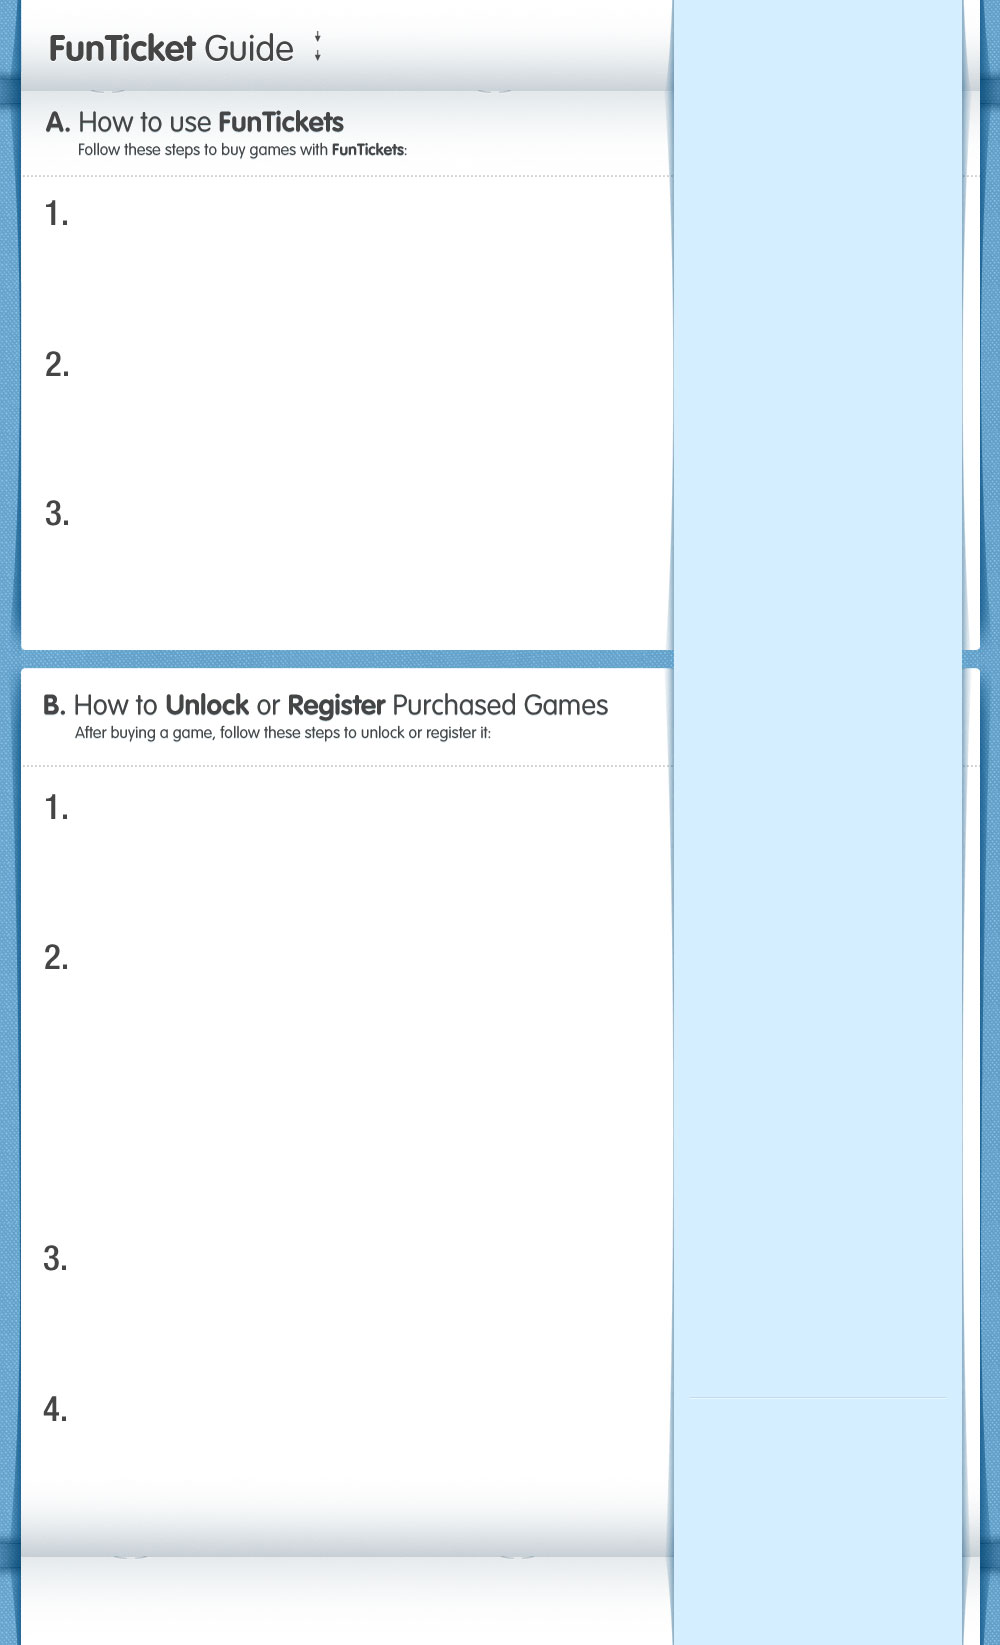 FunTicket Guide
A. How to use FunTickets
Follow these steps to buy games with FunTickets:
1.
2.
3.
B. How to Unlock or Register Purchased Games
After buying a game, follow these steps to unlock or register it:
1.
2.
3.
4.